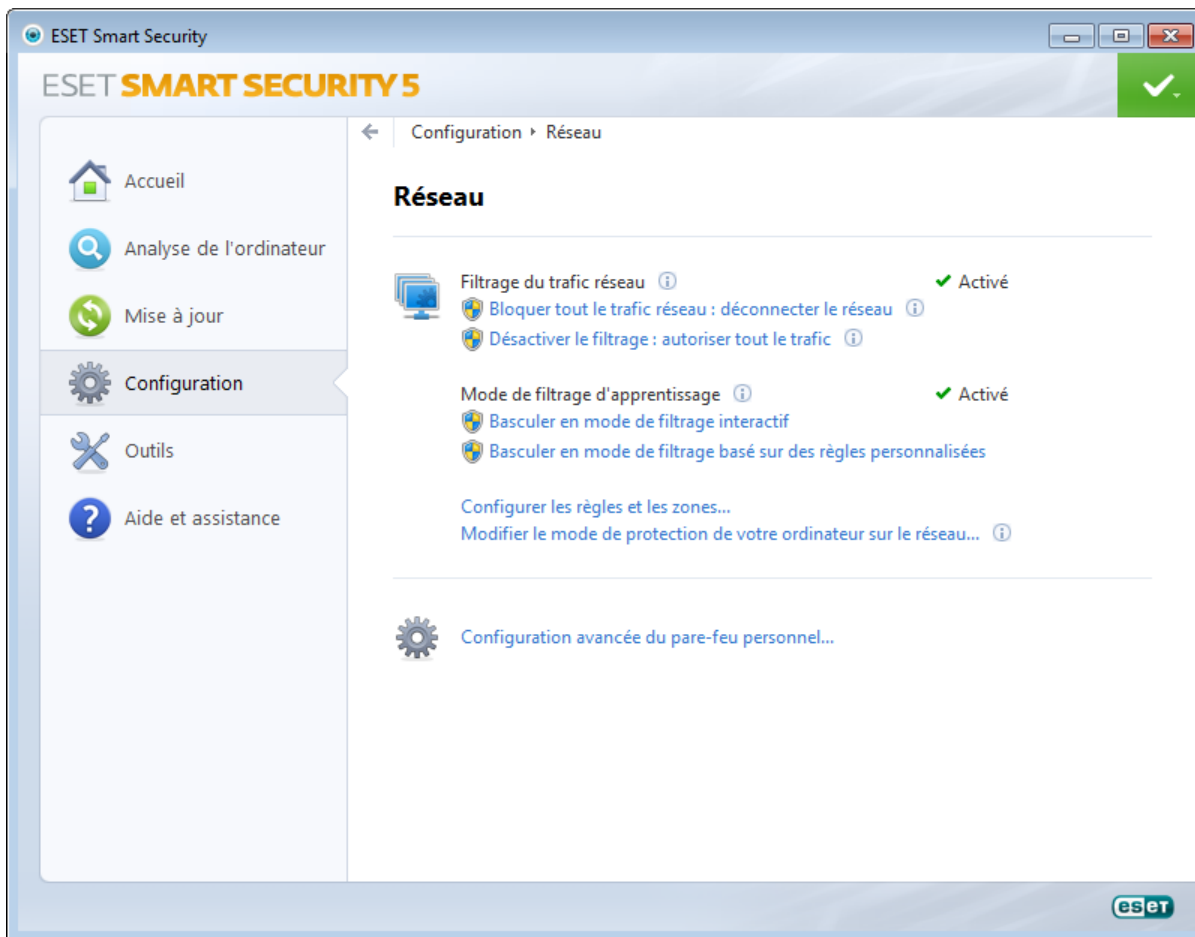 ESET Smart Security
ESET SMART SECURITY 5
Configuration ‣ Réseau
Accueil
Analyse de l'ordinateur
Mise à jour
Configuration
Outils
Aide et assistance
Réseau
Filtrage du trafic réseau Activé
Bloquer tout le trafic réseau : déconnecter le réseau
Désactiver le filtrage : autoriser tout le trafic
Mode de filtrage d'apprentissage Activé
Basculer en mode de filtrage interactif
Basculer en mode de filtrage basé sur des règles personnalisées
Configurer les règles et les zones...
Modifier le mode de protection de votre ordinateur sur le réseau...
Configuration avancée du pare-feu personnel...
eseT